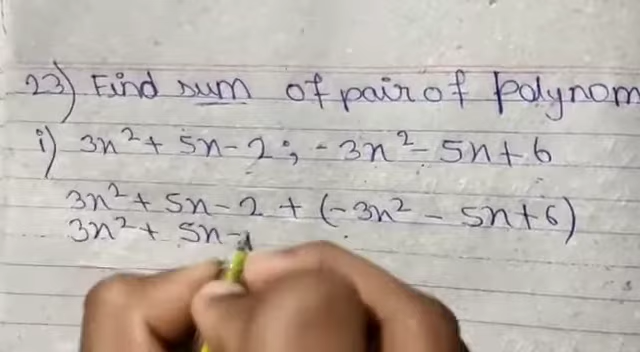 23) Find sum of pair of polynom
i) 3x² + 5x - 2 ; - 3x² - 5x + 6
3x² + 5x - 2 + (-3x² - 5x + 6)
3x² + 5x -